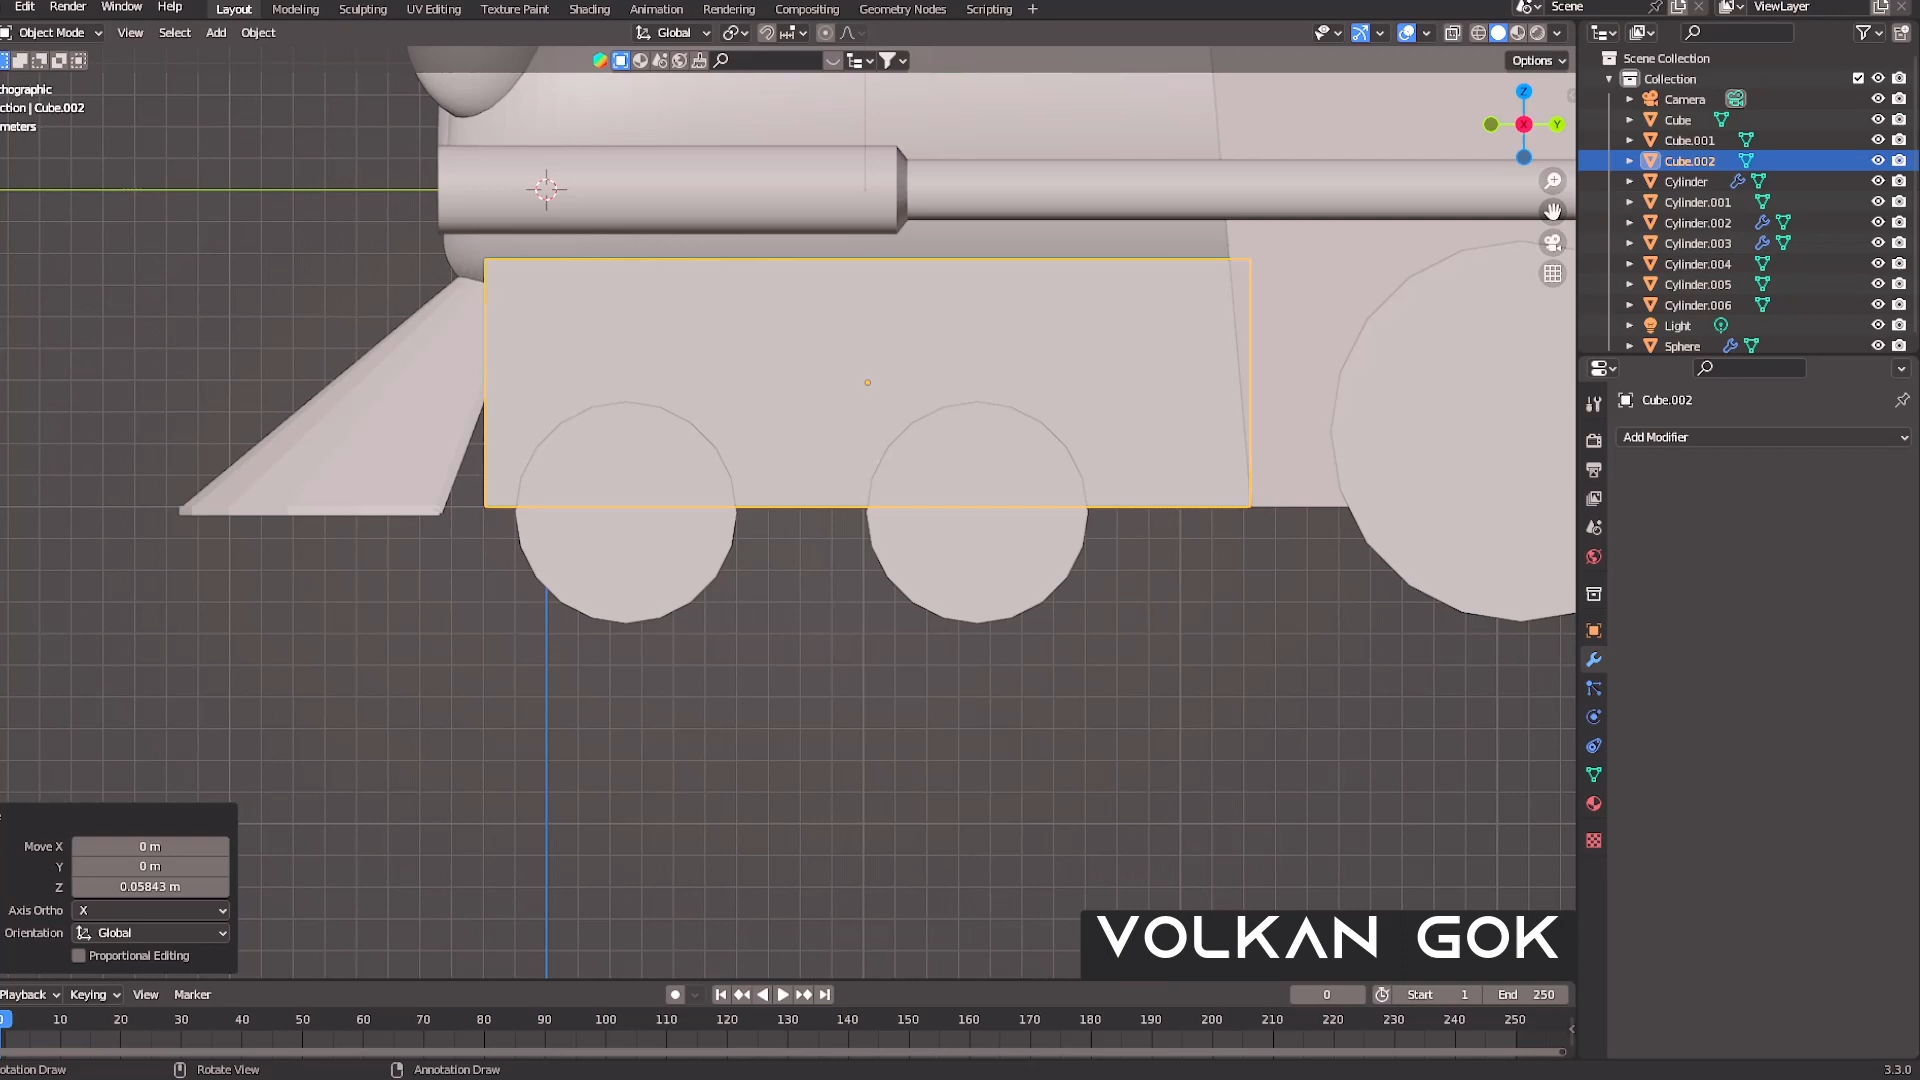 Edit Render Window Help Layout Modeling Sculpting UV Editing Texture Paint Shading Animation Rendering Compositing Geometry Nodes Scripting + Scene ViewLayer
Object Mode View Select Add Object Global
Options
thographic
ction | Cube.002
meters
Z
X
Y
Scene Collection
Collection
Camera
Cube
Cube.001
Cube.002
Cylinder
Cylinder.001
Cylinder.002
Cylinder.003
Cylinder.004
Cylinder.005
Cylinder.006
Light
Sphere
Cube.002
Add Modifier
Move X 0 m
Y 0 m
Z 0.05843 m
Axis Ortho X
Orientation Global
Proportional Editing
VOLKAN GOK
Playback Keying View Marker 0 Start 1 End 250
0 10 20 30 40 50 60 70 80 90 100 110 120 130 140 150 160 170 180 190 200 210 220 230 240 250
otation Draw Rotate View Annotation Draw 3.3.0